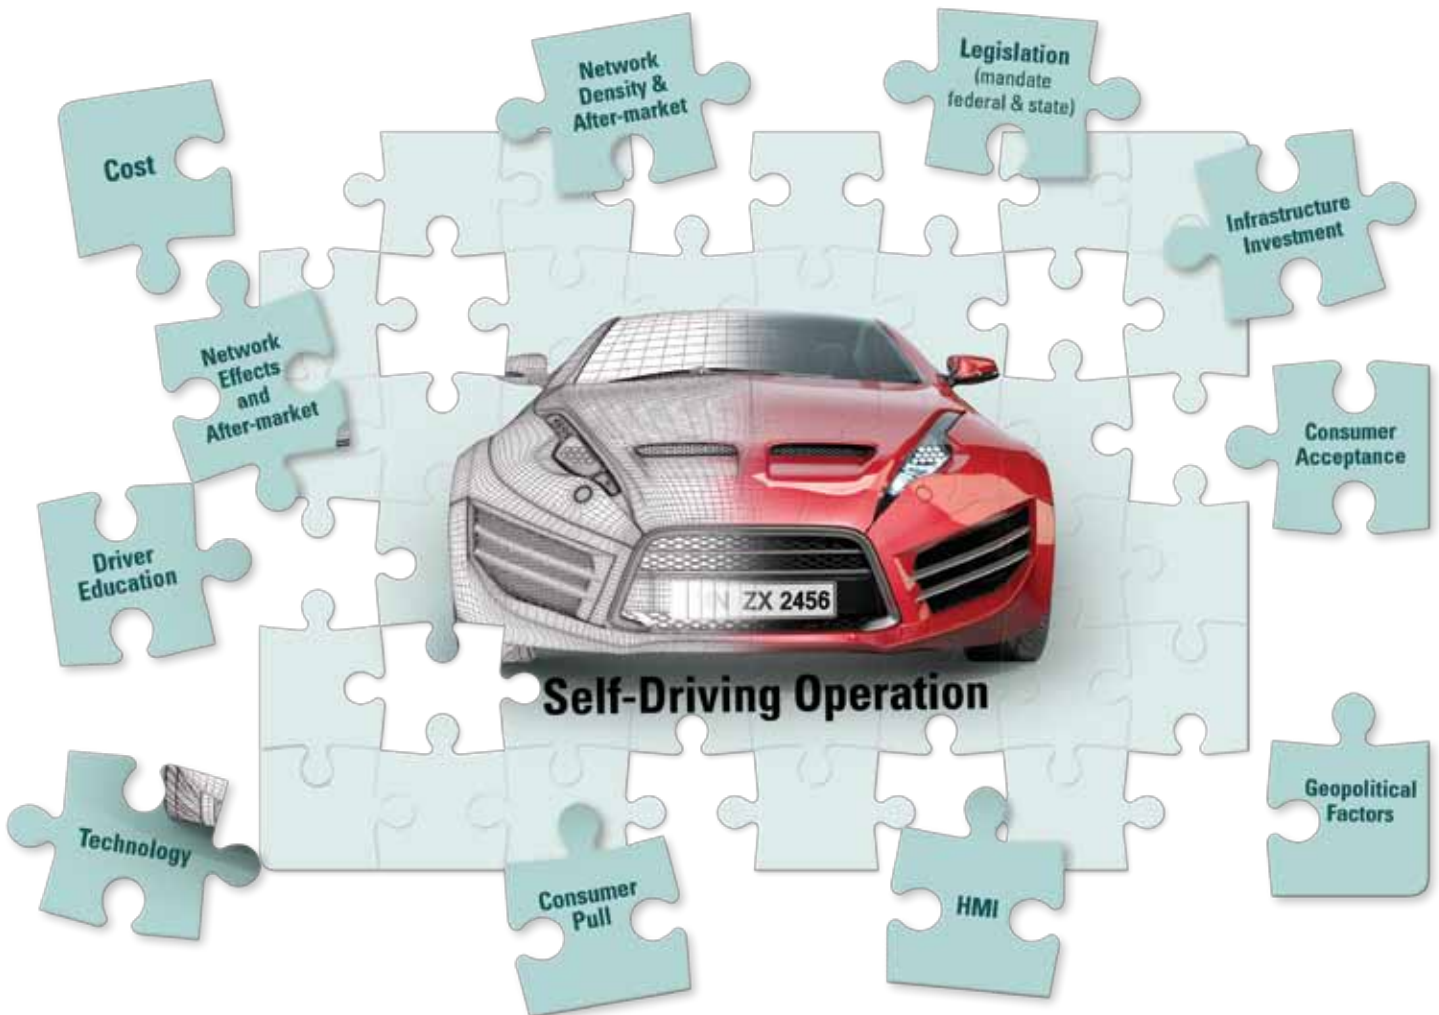 Network
Density &
After-market
Legislation
(mandate
federal & state)
Cost
Infrastructure
Investment
Network
Effects
and
After-market
Consumer
Acceptance
Driver
Education
ZX 2456
Self-Driving Operation
Geopolitical
Factors
Technology
Consumer
Pull
HMI